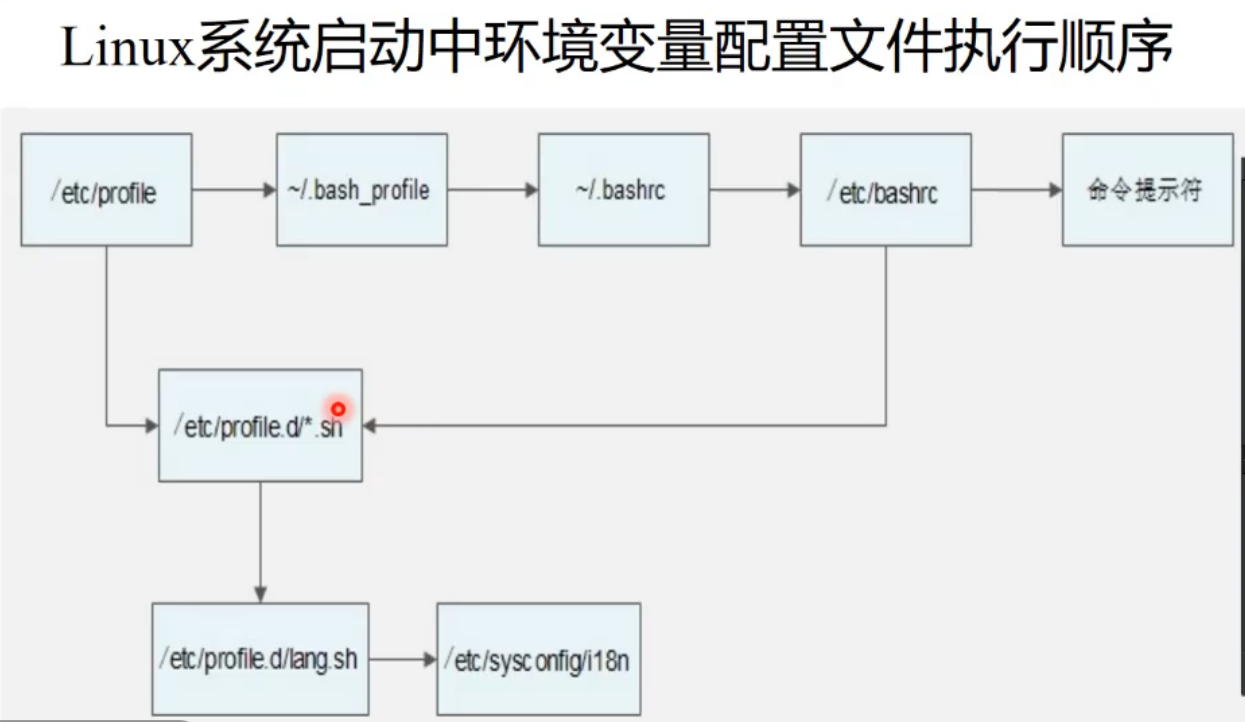 Linux系统启动中环境变量配置文件执行顺序
/etc/profile
~/.bash_profile
~/.bashrc
/etc/bashrc
命令提示符
/etc/profile.d/*.sh
/etc/profile.d/lang.sh
/etc/sysconfig/i18n